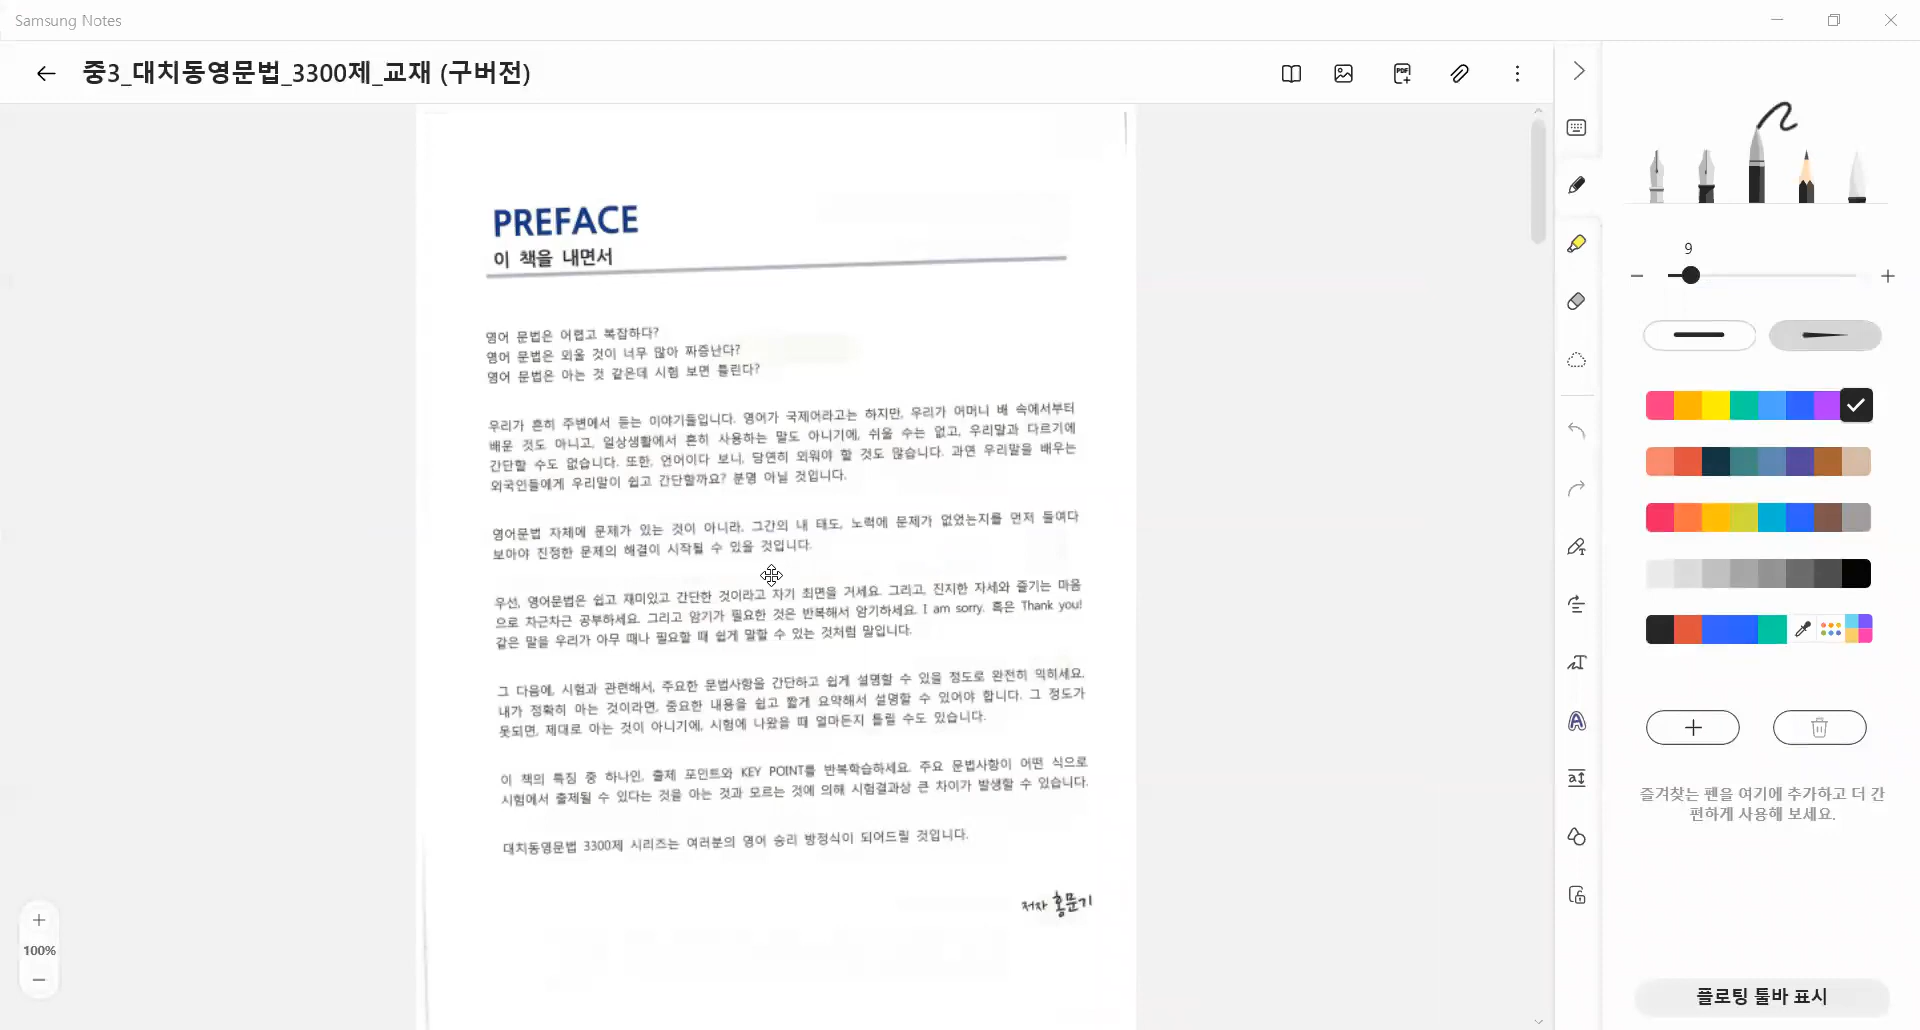 Samsung Notes
중3_대치동영문법_3300제_교재 (구버전)
PREFACE
이 책을 내면서
영어 문법은 어렵고 복잡하다?
영어 문법은 외울 것이 너무 많아 짜증난다?
영어 문법은 아는 것 같은데 시험 보면 틀린다?
우리가 흔히 주변에서 듣는 이야기들입니다. 영어가 국제어라고는 하지만, 우리가 어머니 배 속에서부터
배운 것도 아니고, 일상생활에서 흔히 사용하는 말도 아니기에, 쉬울 수는 없고, 우리말과 다르기에
간단할 수도 없습니다. 또한, 언어이다 보니, 당연히 외워야 할 것도 많습니다. 과연 우리말을 배우는
외국인들에게 우리말이 쉽고 간단할까요? 분명 아닐 것입니다.
영어문법 자체에 문제가 있는 것이 아니라, 그간의 내 태도, 노력에 문제가 없었는지를 먼저 들여다
보아야 진정한 문제의 해결이 시작될 수 있을 것입니다.
우선, 영어문법은 쉽고 재미있고 간단한 것이라고 자기 최면을 거세요. 그리고, 진지한 자세와 즐기는 마음
으로 차근차근 공부하세요. 그리고 암기가 필요한 것은 반복해서 암기하세요. I am sorry. 혹은 Thank you!
같은 말을 우리가 아무 때나 필요할 때 쉽게 말할 수 있는 것처럼 말입니다.
그 다음에, 시험과 관련해서, 주요한 문법사항을 간단하고 쉽게 설명할 수 있을 정도로 완전히 익히세요.
내가 정확히 아는 것이라면, 중요한 내용을 쉽고 짧게 요약해서 설명할 수 있어야 합니다. 그 정도가
못되면, 제대로 아는 것이 아니기에, 시험에 나왔을 때 얼마든지 틀릴 수도 있습니다.
이 책의 특징 중 하나인, 출제 포인트와 KEY POINT를 반복학습하세요. 주요 문법사항이 어떤 식으로
시험에서 출제될 수 있다는 것을 아는 것과 모르는 것에 의해 시험결과상 큰 차이가 발생할 수 있습니다.
대치동영문법 3300제 시리즈는 여러분의 영어 승리 방정식이 되어드릴 것입니다.
저자 홍문기
100%
9
즐겨찾는 펜을 여기에 추가하고 더 간
편하게 사용해 보세요.
플로팅 툴바 표시